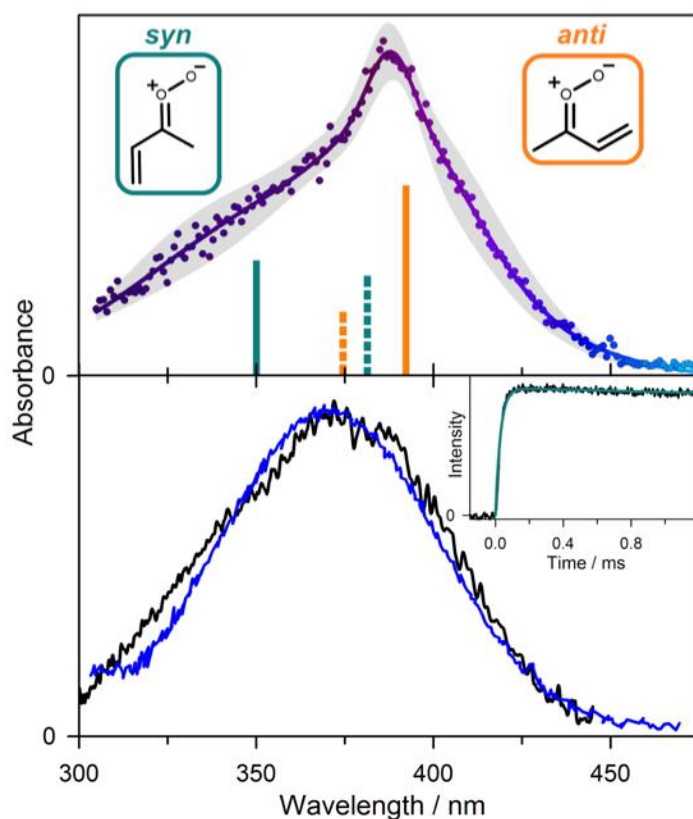 syn
anti
+
O
O
−
+
O
O
−
Absorbance
0
Intensity
0
0.0 0.4 0.8
Time / ms
0
300 350 400 450
Wavelength / nm